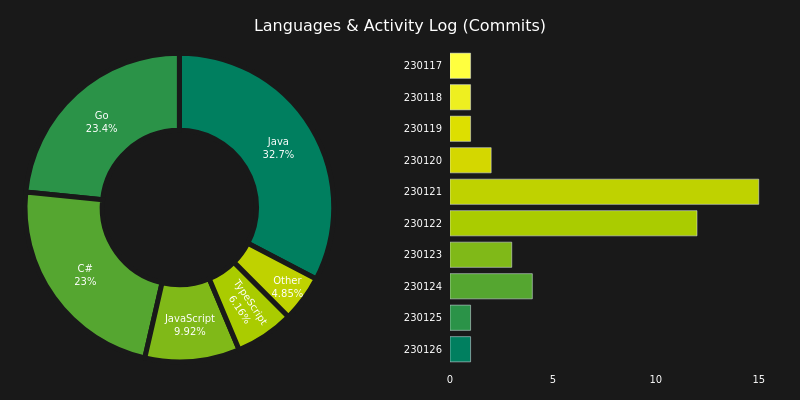 Languages & Activity Log (Commits)
Go
23.4%
Java
32.7%
C#
23%
JavaScript
9.92%
TypeScript
6.16%
Other
4.85%
230117
230118
230119
230120
230121
230122
230123
230124
230125
230126
0 5 10 15